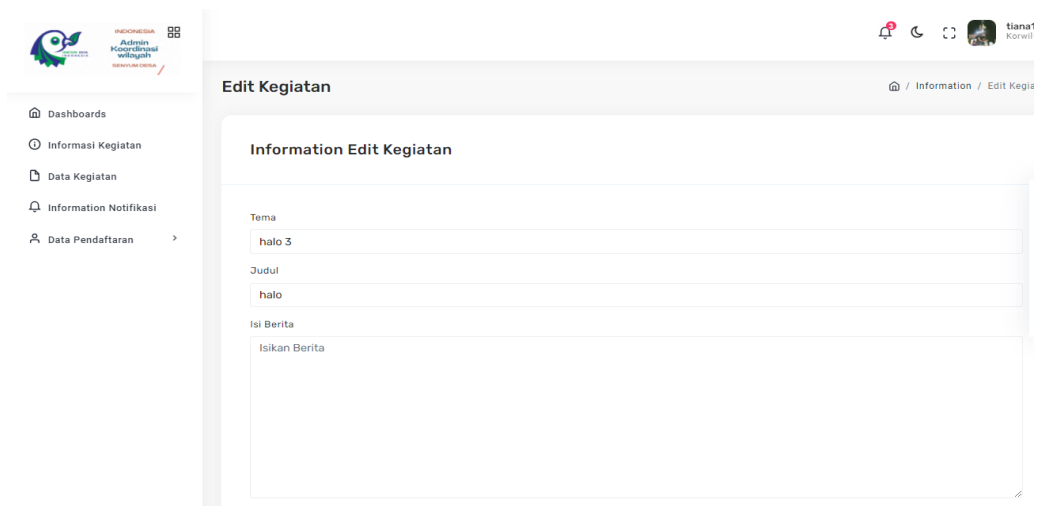 INDONESIA
Admin
Koordinasi
wilayah
SENYUM DESA
3
tiana1
Korwil
Edit Kegiatan
/ Information / Edit Kegia
Dashboards
Informasi Kegiatan
Data Kegiatan
Information Notifikasi
Data Pendaftaran
Information Edit Kegiatan
Tema
halo 3
Judul
halo
Isi Berita
Isikan Berita